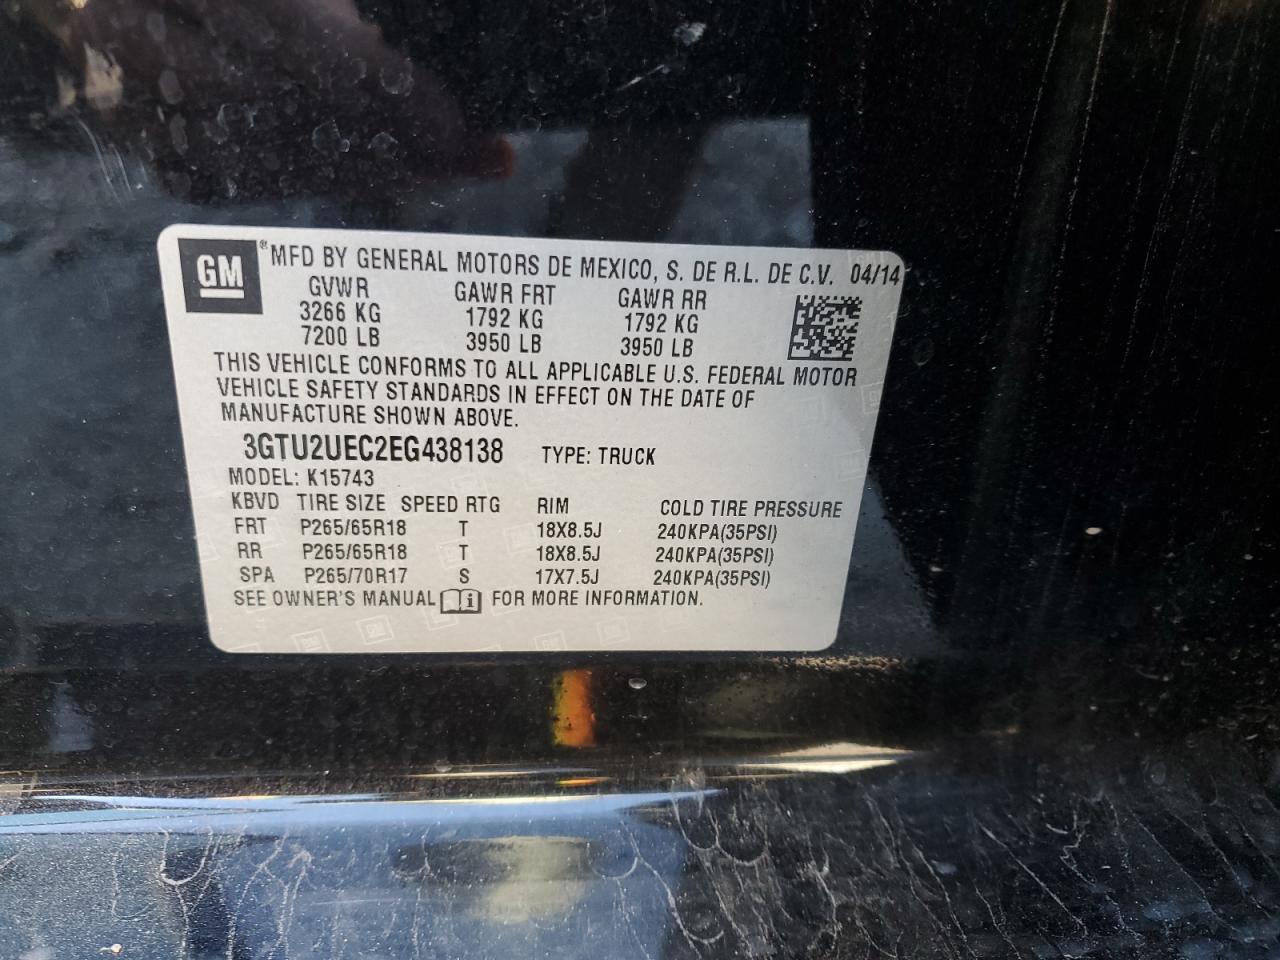 GM ® MFD BY GENERAL MOTORS DE MEXICO, S. DE R.L. DE C.V. 04/14
GVWR GAWR FRT GAWR RR
3266 KG 1792 KG 1792 KG
7200 LB 3950 LB 3950 LB
THIS VEHICLE CONFORMS TO ALL APPLICABLE U.S. FEDERAL MOTOR
VEHICLE SAFETY STANDARDS IN EFFECT ON THE DATE OF
MANUFACTURE SHOWN ABOVE.
3GTU2UEC2EG438138 TYPE: TRUCK
MODEL: K15743
KBVD TIRE SIZE SPEED RTG RIM COLD TIRE PRESSURE
FRT P265/65R18 T 18X8.5J 240KPA(35PSI)
RR P265/65R18 T 18X8.5J 240KPA(35PSI)
SPA P265/70R17 S 17X7.5J 240KPA(35PSI)
SEE OWNER'S MANUAL i FOR MORE INFORMATION.